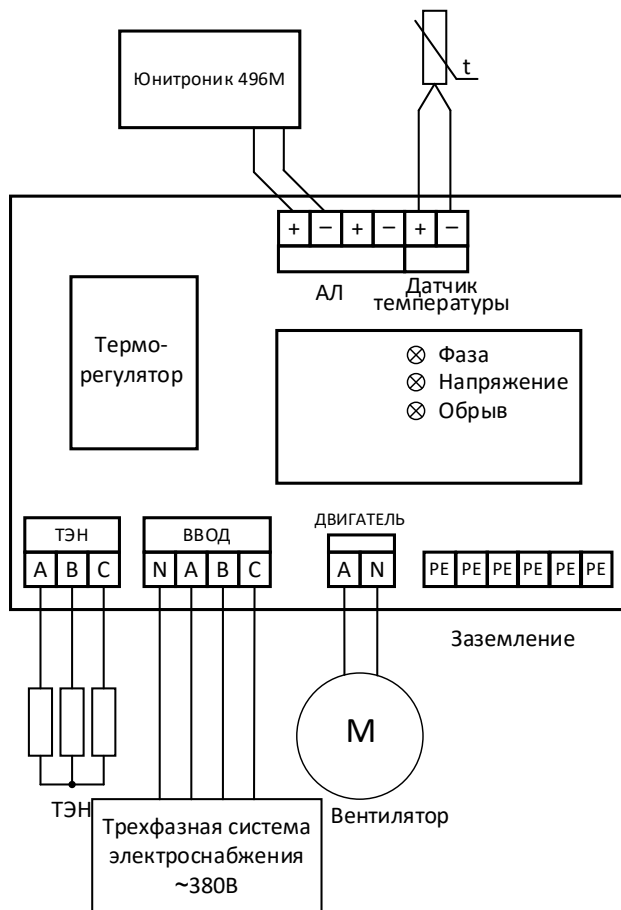 Юнитроник 496М
t
+ − + − + −
АЛ
Датчик
температуры
Термо-
регулятор
Фаза
Напряжение
Обрыв
ТЭН
A B C
ВВОД
N A B C
ДВИГАТЕЛЬ
A N
PE PE PE PE PE PE
Заземление
М
ТЭН
Вентилятор
Трехфазная система
электроснабжения
~380В